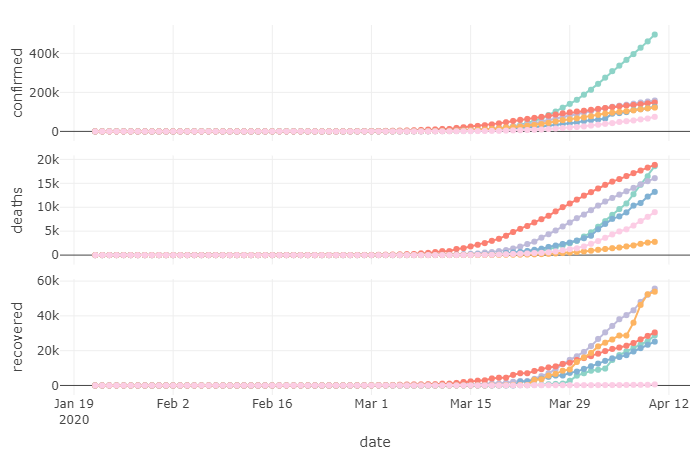 400k
200k
0
confirmed
20k
15k
10k
5k
0
deaths
60k
40k
20k
0
recovered
Jan 19
2020
Feb 2
Feb 16
Mar 1
Mar 15
Mar 29
Apr 12
date